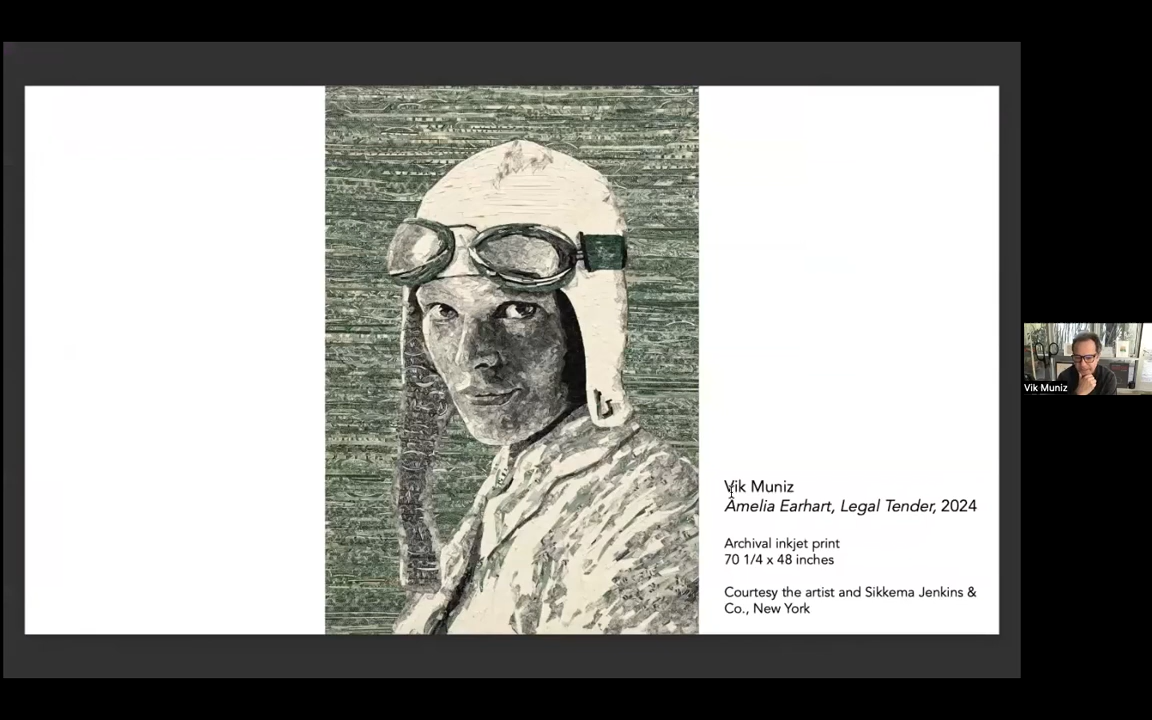 Vik Muniz
Amelia Earhart, Legal Tender, 2024
Archival inkjet print
70 1/4 x 48 inches
Courtesy the artist and Sikkema Jenkins &
Co., New York
Vik Muniz